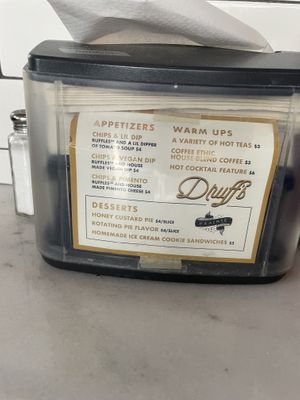 APPETIZERS
CHIPS & LIL DIP
RUFFLES™ AND A LIL DIPPER
OF TOMATO SOUP $4
CHIPS & VEGAN DIP
RUFFLES™ AND HOUSE
MADE VEGAN DIP $4
CHIPS & PIMENTO
RUFFLES™ AND HOUSE
MADE PIMENTO CHEESE $4
WARM UPS
A VARIETY OF HOT TEAS $3
COFFEE ETHIC
HOUSE BLEND COFFEE $3
HOT COCKTAIL FEATURE $6
Druff's
DESSERTS
HONEY CUSTARD PIE $4/SLICE
ROTATING PIE FLAVOR $4/SLICE
HOMEMADE ICE CREAM COOKIE SANDWICHES $3